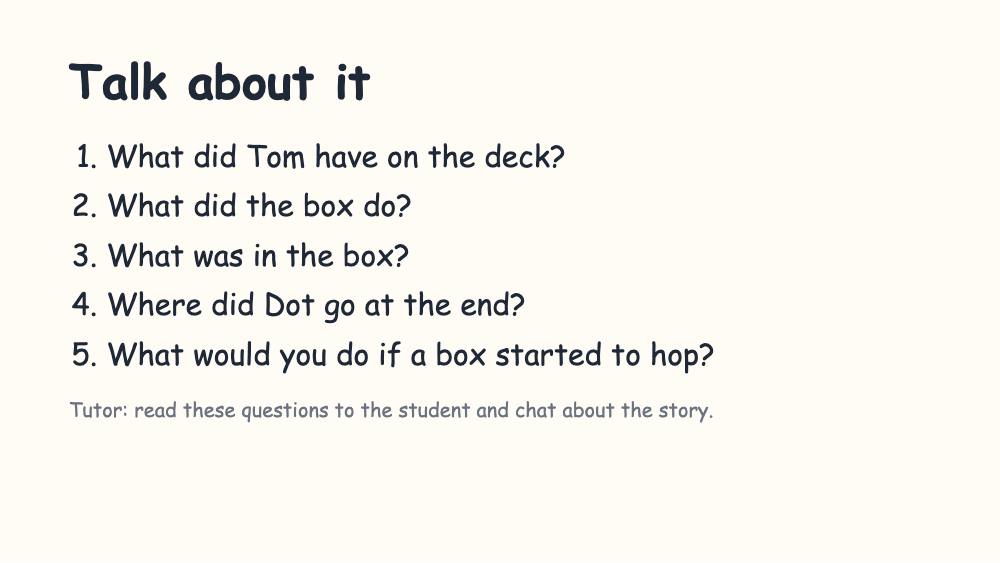 Talk about it
1. What did Tom have on the deck?
2. What did the box do?
3. What was in the box?
4. Where did Dot go at the end?
5. What would you do if a box started to hop?
Tutor: read these questions to the student and chat about the story.